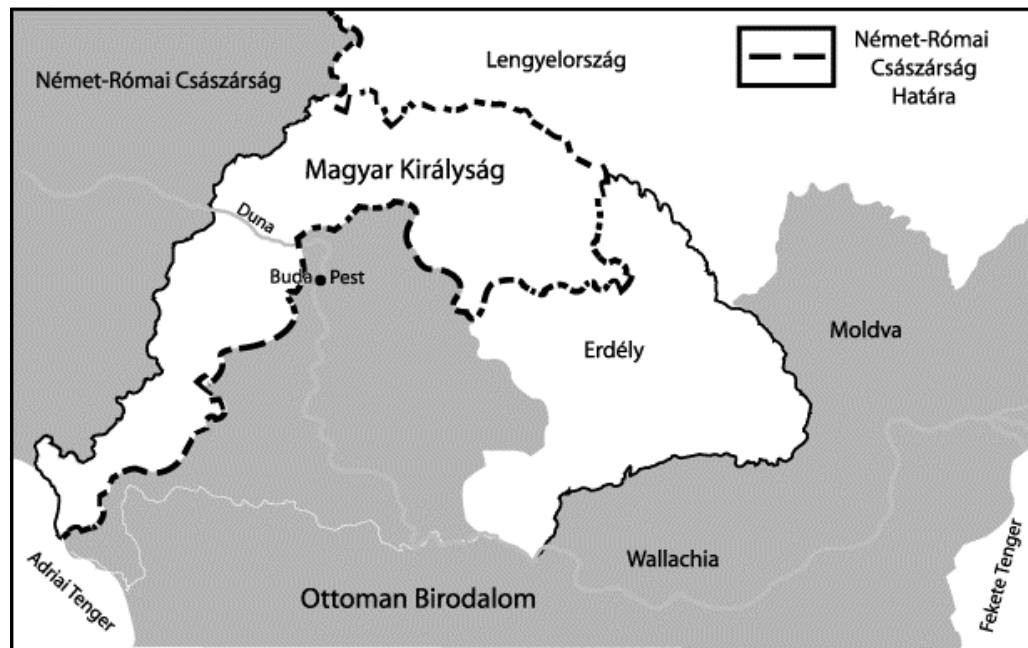 Német-Római Császárság
Lengyelország
Német-Római
Császárság
Határa
Magyar Királyság
Duna
Buda Pest
Moldva
Erdély
Wallachia
Ottoman Birodalom
Adriai Tenger
Fekete Tenger